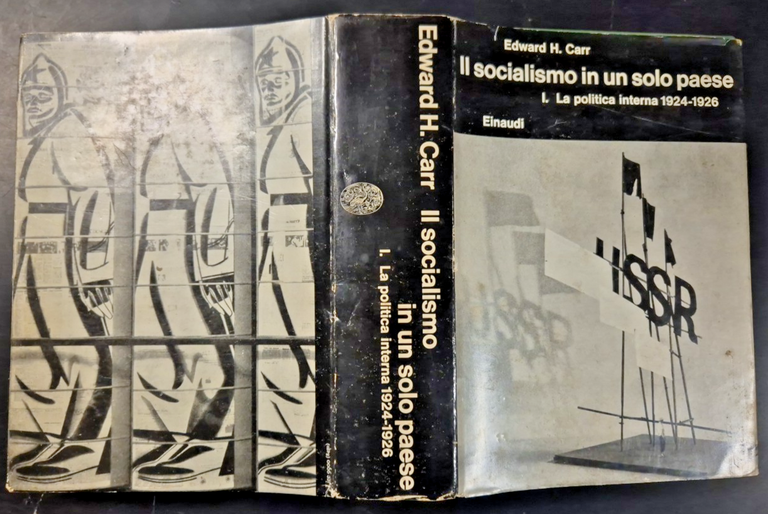 Edward H. Carr
Il socialismo in un solo paese
I. La politica interna 1924-1926
Einaudi
USSR
Edward H. Carr Il socialismo
in un solo paese
I. La politica interna 1924-1926